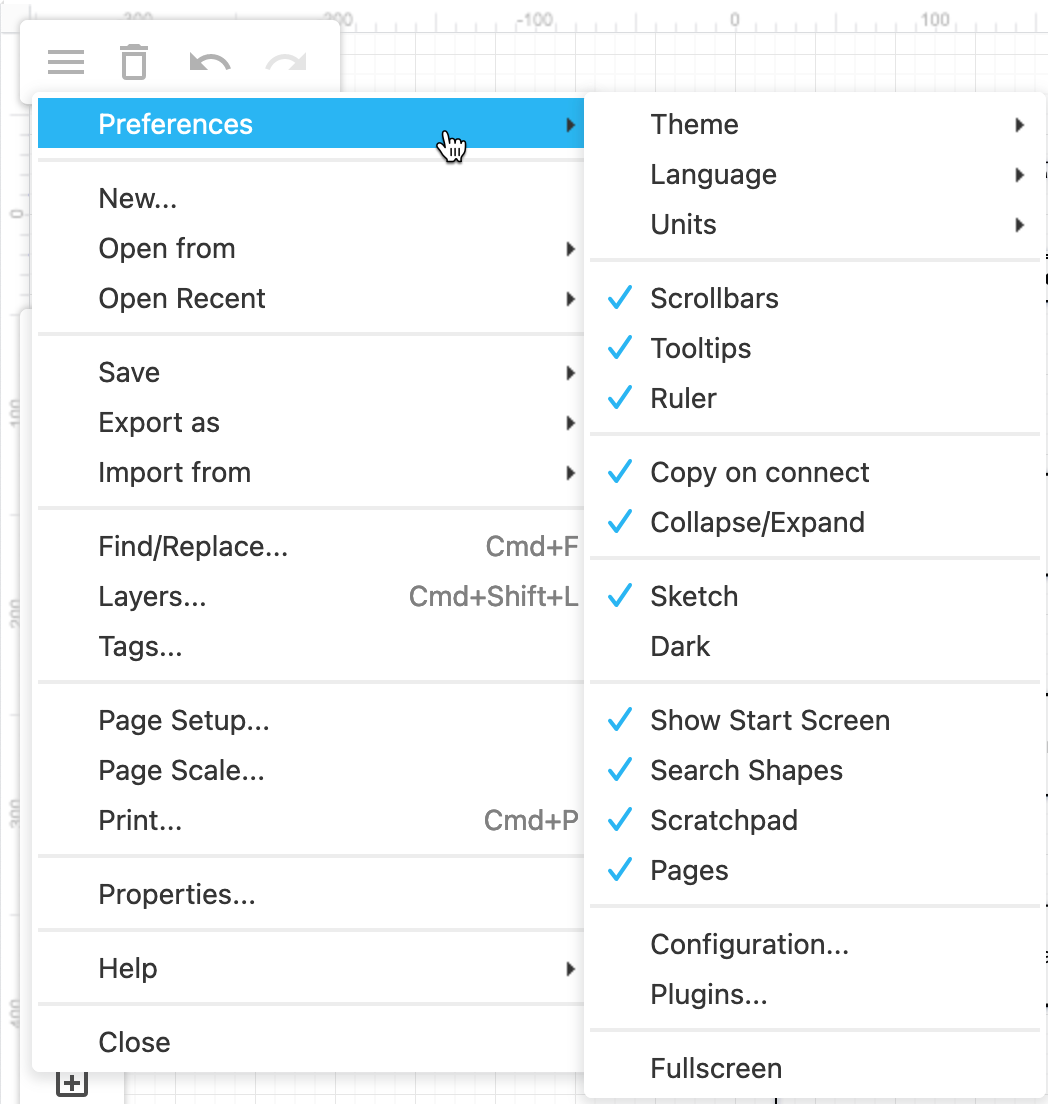 -100
0
100
Preferences
New...
Open from
Open Recent
Save
Export as
Import from
Find/Replace... Cmd+F
Layers... Cmd+Shift+L
Tags...
Page Setup...
Page Scale...
Print... Cmd+P
Properties...
Help
Close
Theme
Language
Units
Scrollbars
Tooltips
Ruler
Copy on connect
Collapse/Expand
Sketch
Dark
Show Start Screen
Search Shapes
Scratchpad
Pages
Configuration...
Plugins...
Fullscreen
0
100
200
300
400